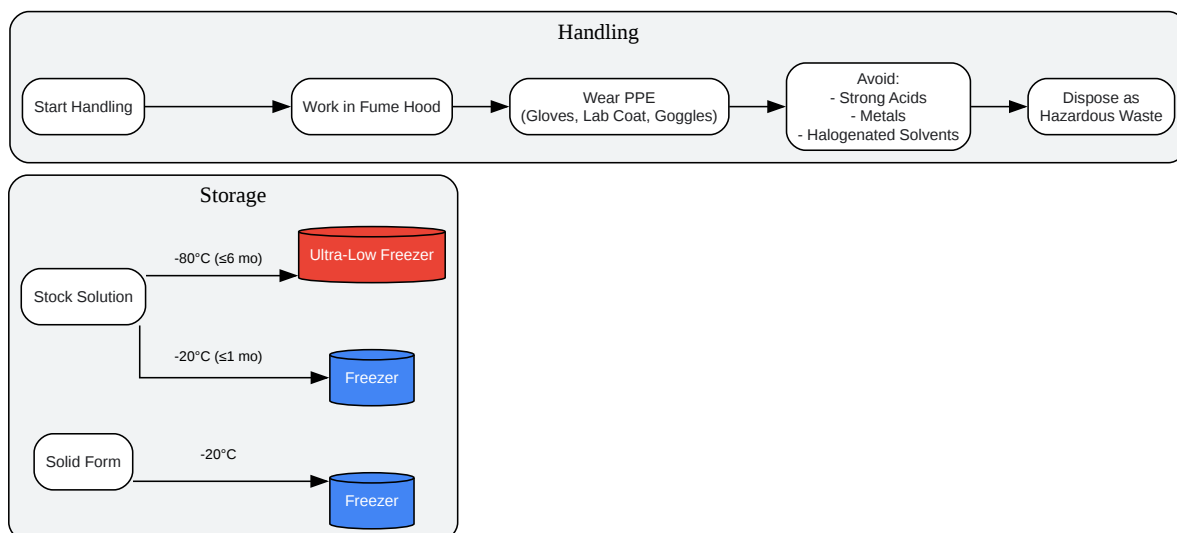 Handling
Start Handling
Work in Fume Hood
Wear PPE
(Gloves, Lab Coat, Goggles)
Avoid:
- Strong Acids
- Metals
- Halogenated Solvents
Dispose as
Hazardous Waste
Storage
Stock Solution
-80°C (≤6 mo)
Ultra-Low Freezer
-20°C (≤1 mo)
Freezer
Solid Form
-20°C
Freezer